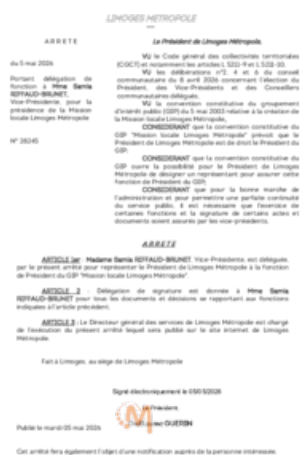 LIMOGES METROPOLE
ARRETE
du 5 mai 2026
Portant délégation de
fonction à Mme Samia
RIFFAUD-BRUNET,
Vice-Présidente, pour la
présidence de la Mission
locale Limoges Métropole
N° 26245
Le Président de Limoges Métropole,
VU le Code général des collectivités territoriales
(CGCT) et notamment les articles L 5211-9 et L 5211-10,
VU les délibérations n°1, 4 et 6 du conseil
communautaire du 8 avril 2026 concernant l'élection du
Président, des Vice-Présidents et des Conseillers
communautaires délégués,
VU la convention constitutive du groupement
d'intérêt public (GIP) du 5 mai 2003 relative à la création de
la Mission locale Limoges Métropole,
CONSIDERANT que la convention constitutive du
GIP "Mission locale Limoges Métropole" prévoit que le
Président de Limoges Métropole est de droit le Président du
GIP,
CONSIDERANT que la convention constitutive du
GIP ouvre la possibilité pour le Président de Limoges
Métropole de désigner un représentant pour assurer cette
fonction de Président du GIP,
CONSIDERANT que pour la bonne marche de
l'administration et pour permettre une parfaite continuité
du service public, il est nécessaire que l'exercice de
certaines fonctions et la signature de certains actes et
documents soient assurés par les vice-présidents.
ARRETE
ARTICLE 1er : Madame Samia RIFFAUD-BRUNET, Vice-Présidente, est déléguée,
par le présent arrêté pour représenter le Président de Limoges Métropole à la fonction
de Président du GIP "Mission locale Limoges Métropole".
ARTICLE 2 : Délégation de signature est donnée à Mme Samia
RIFFAUD-BRUNET pour tous les documents et décisions se rapportant aux fonctions
indiquées à l'article précédent.
ARTICLE 3 : Le Directeur général des services de Limoges Métropole est chargé
de l'exécution du présent arrêté lequel sera publié sur le site internet de Limoges
Métropole.
Fait à Limoges, au siège de Limoges Métropole
Signé électroniquement le 05/05/2026
Le Président
GUERIN
Publié le mardi 05 mai 2026
Cet arrêté fera également l'objet d'une notification auprès de la personne intéressée.